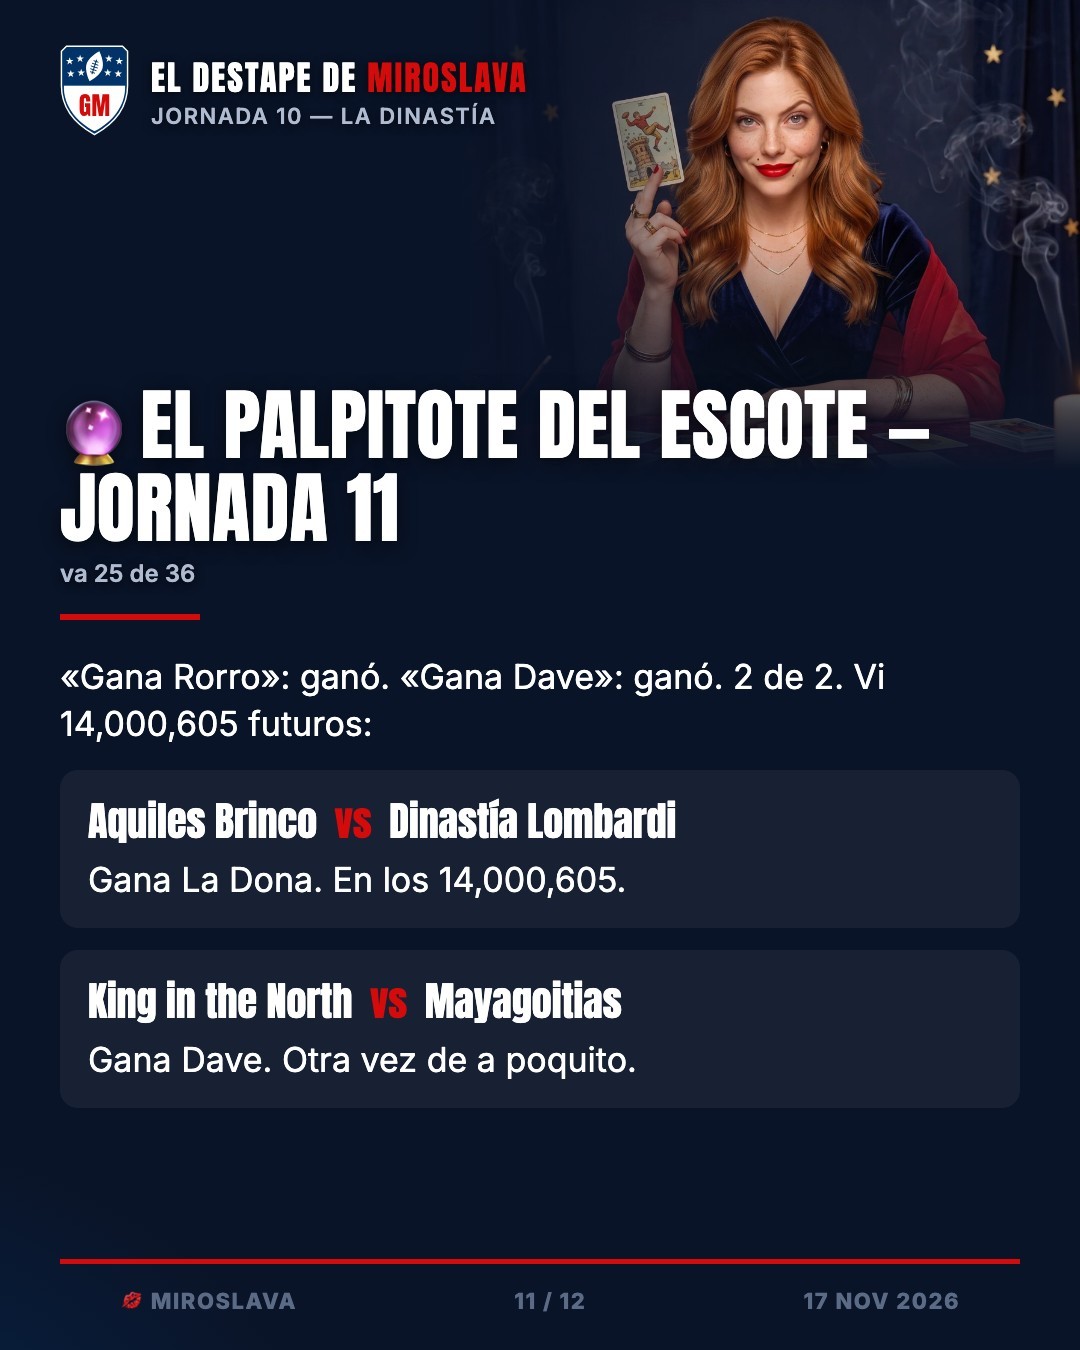 GM
EL DESTAPE DE MIROSLAVA
JORNADA 10 — LA DINASTÍA
🔮 EL PALPITOTE DEL ESCOTE —
JORNADA 11
va 25 de 36
«Gana Rorro»: ganó. «Gana Dave»: ganó. 2 de 2. Vi
14,000,605 futuros:
Aquiles Brinco vs Dinastía Lombardi
Gana La Dona. En los 14,000,605.
King in the North vs Mayagoitias
Gana Dave. Otra vez de a poquito.
💋 MIROSLAVA
11 / 12
17 NOV 2026